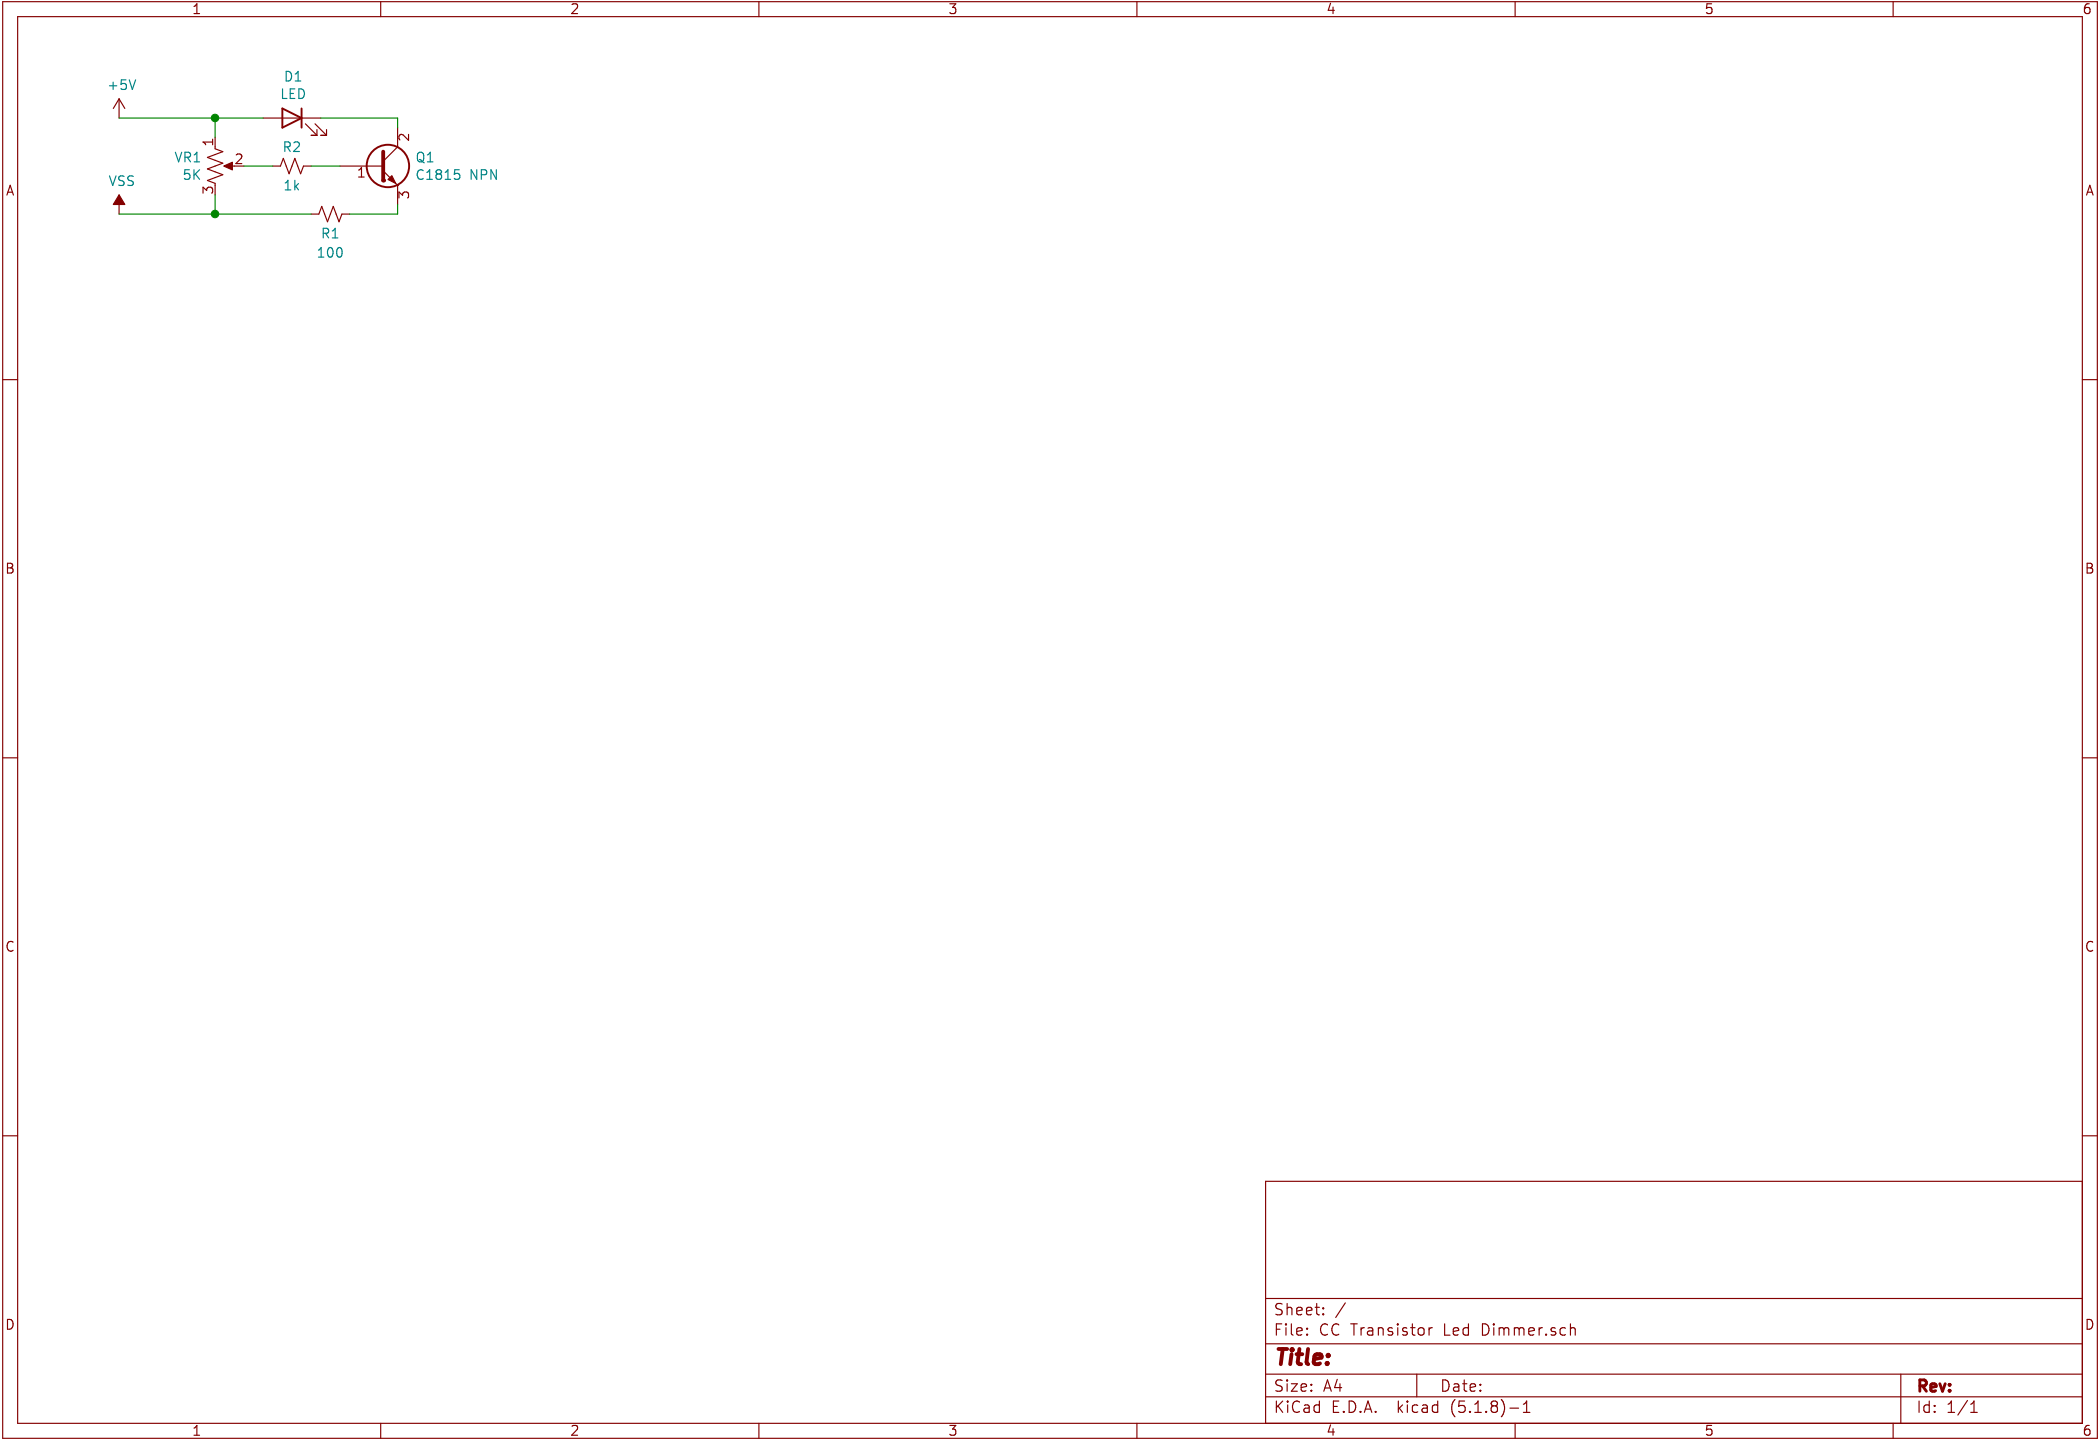 1 2 3 4 5 6
+5V
D1
LED
1
VR1
5K
2
3
R2
1k
2
1
3
Q1
C1815 NPN
VSS
R1
100
A A
B B
C C
D D
Sheet: /
File: CC Transistor Led Dimmer.sch
Title:
Size: A4 Date: Rev:
KiCad E.D.A. kicad (5.1.8)-1 Id: 1/1
1 2 3 4 5 6